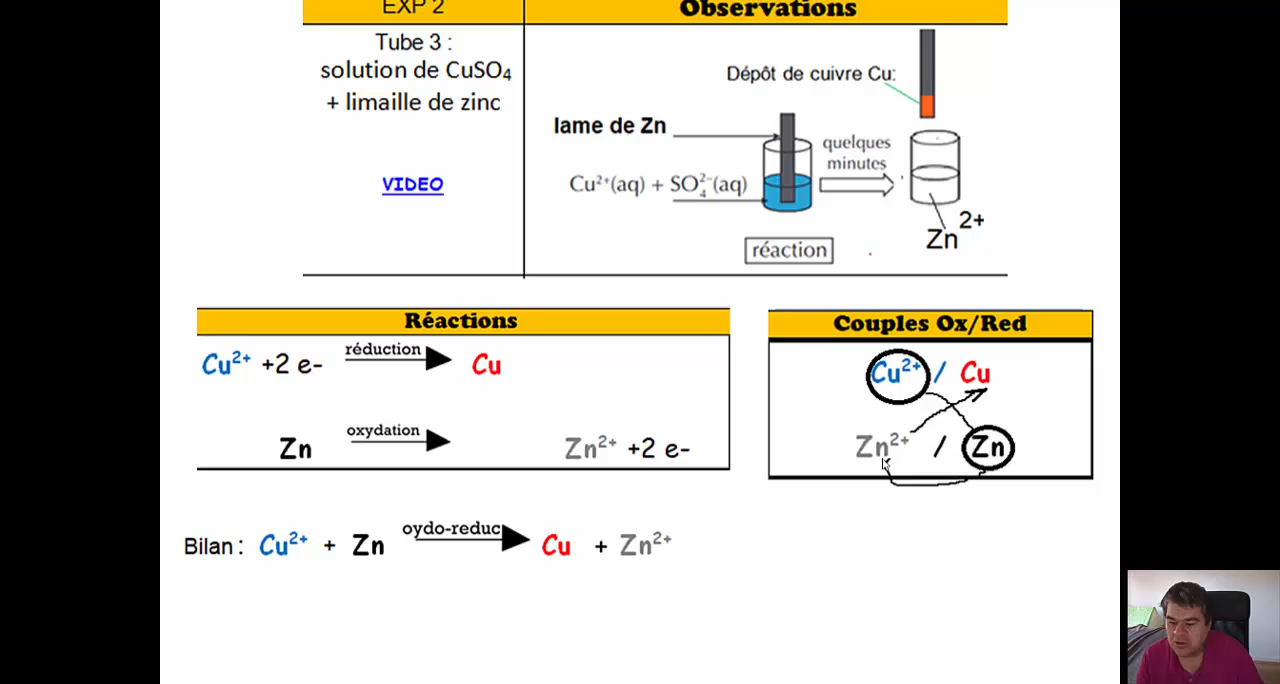 EXP 2
Observations
Tube 3 :
solution de CuSO₄
+ limaille de zinc
VIDEO
Dépôt de cuivre Cu:
lame de Zn
quelques
minutes
Cu²⁺(aq) + SO₄²⁻(aq)
Zn²⁺
réaction
Réactions
Cu²⁺ +2 e- réduction Cu
Zn oxydation Zn²⁺ +2 e-
Couples Ox/Red
Cu²⁺ / Cu
Zn²⁺ / Zn
Bilan : Cu²⁺ + Zn oydo-reduc Cu + Zn²⁺